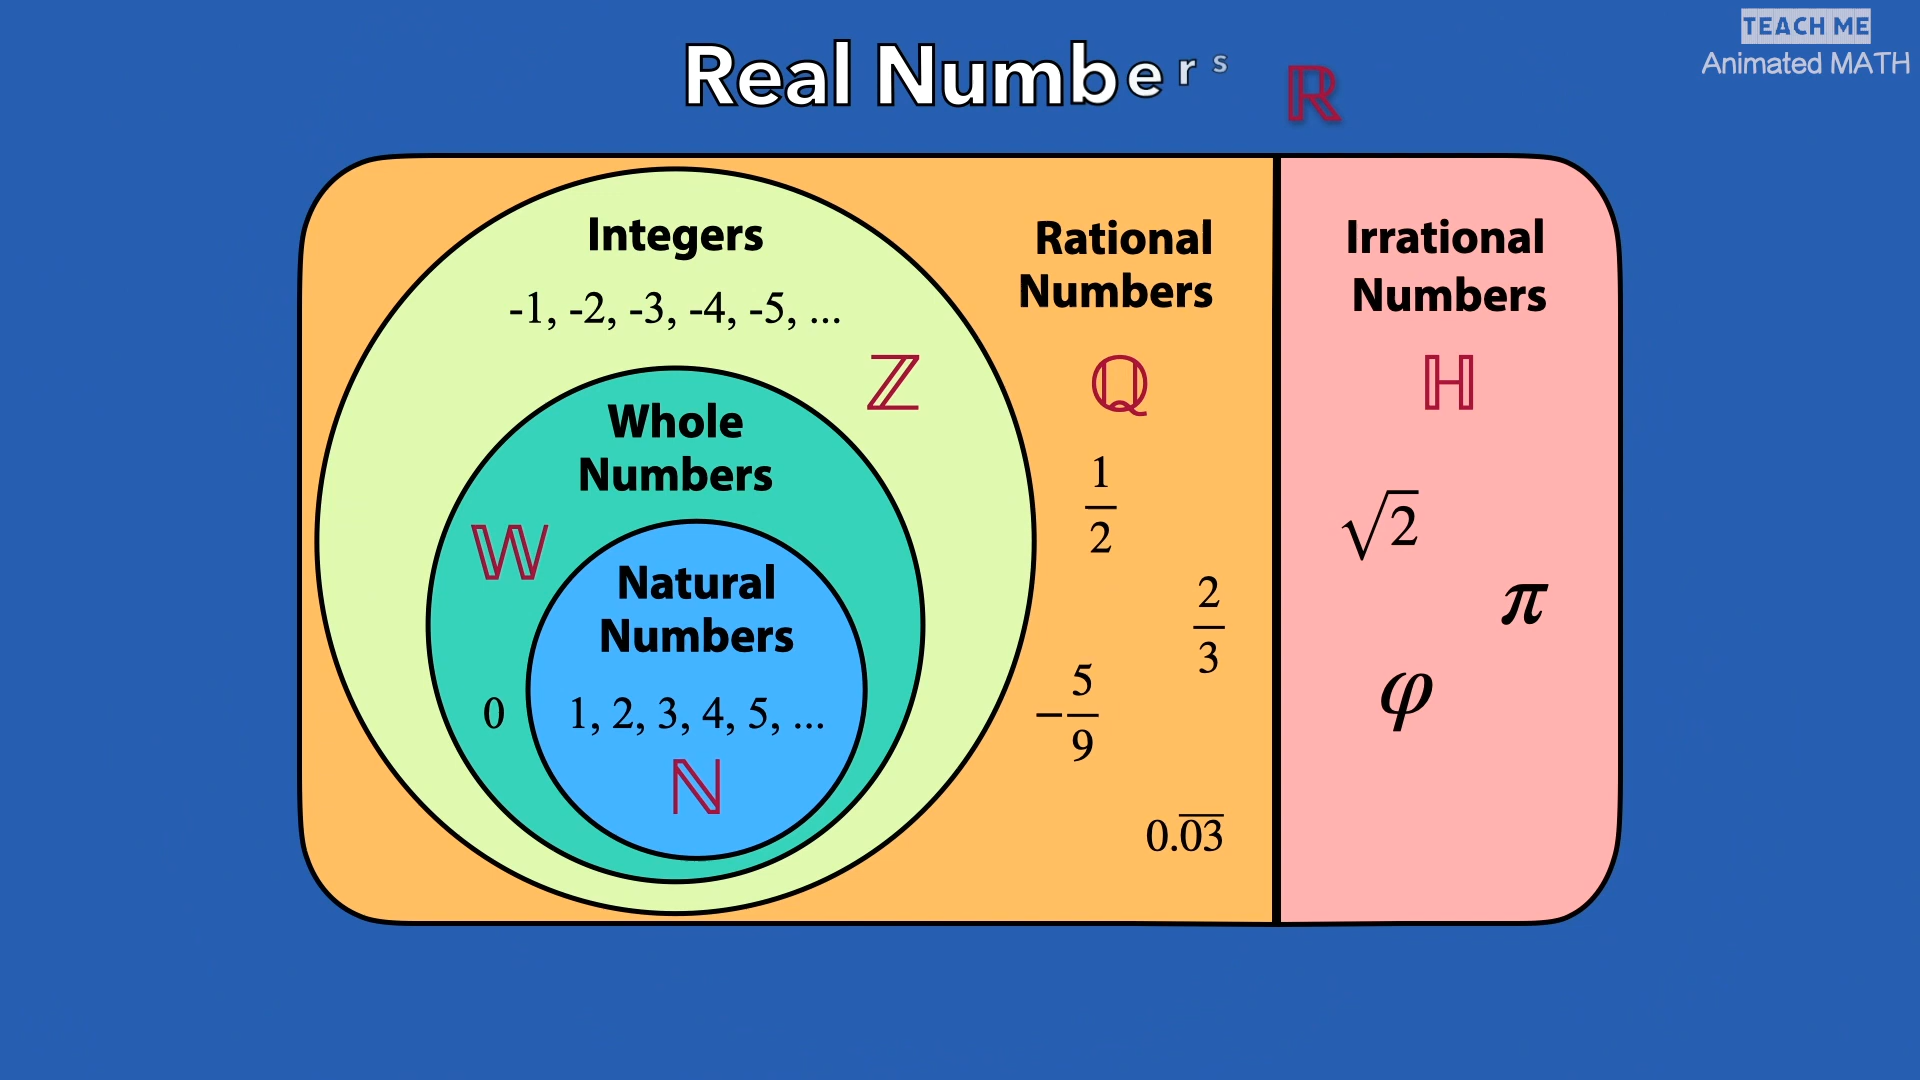 TEACH ME
Animated MATH
Real Numbers ℝ
Integers
-1, -2, -3, -4, -5, ...
ℤ
Whole
Numbers
𝕎
Natural
Numbers
0
1, 2, 3, 4, 5, ...
ℕ
Rational
Numbers
ℚ
1
2
2
3
− 5
9
0.0̅3̅
Irrational
Numbers
ℍ
√2
π
φ